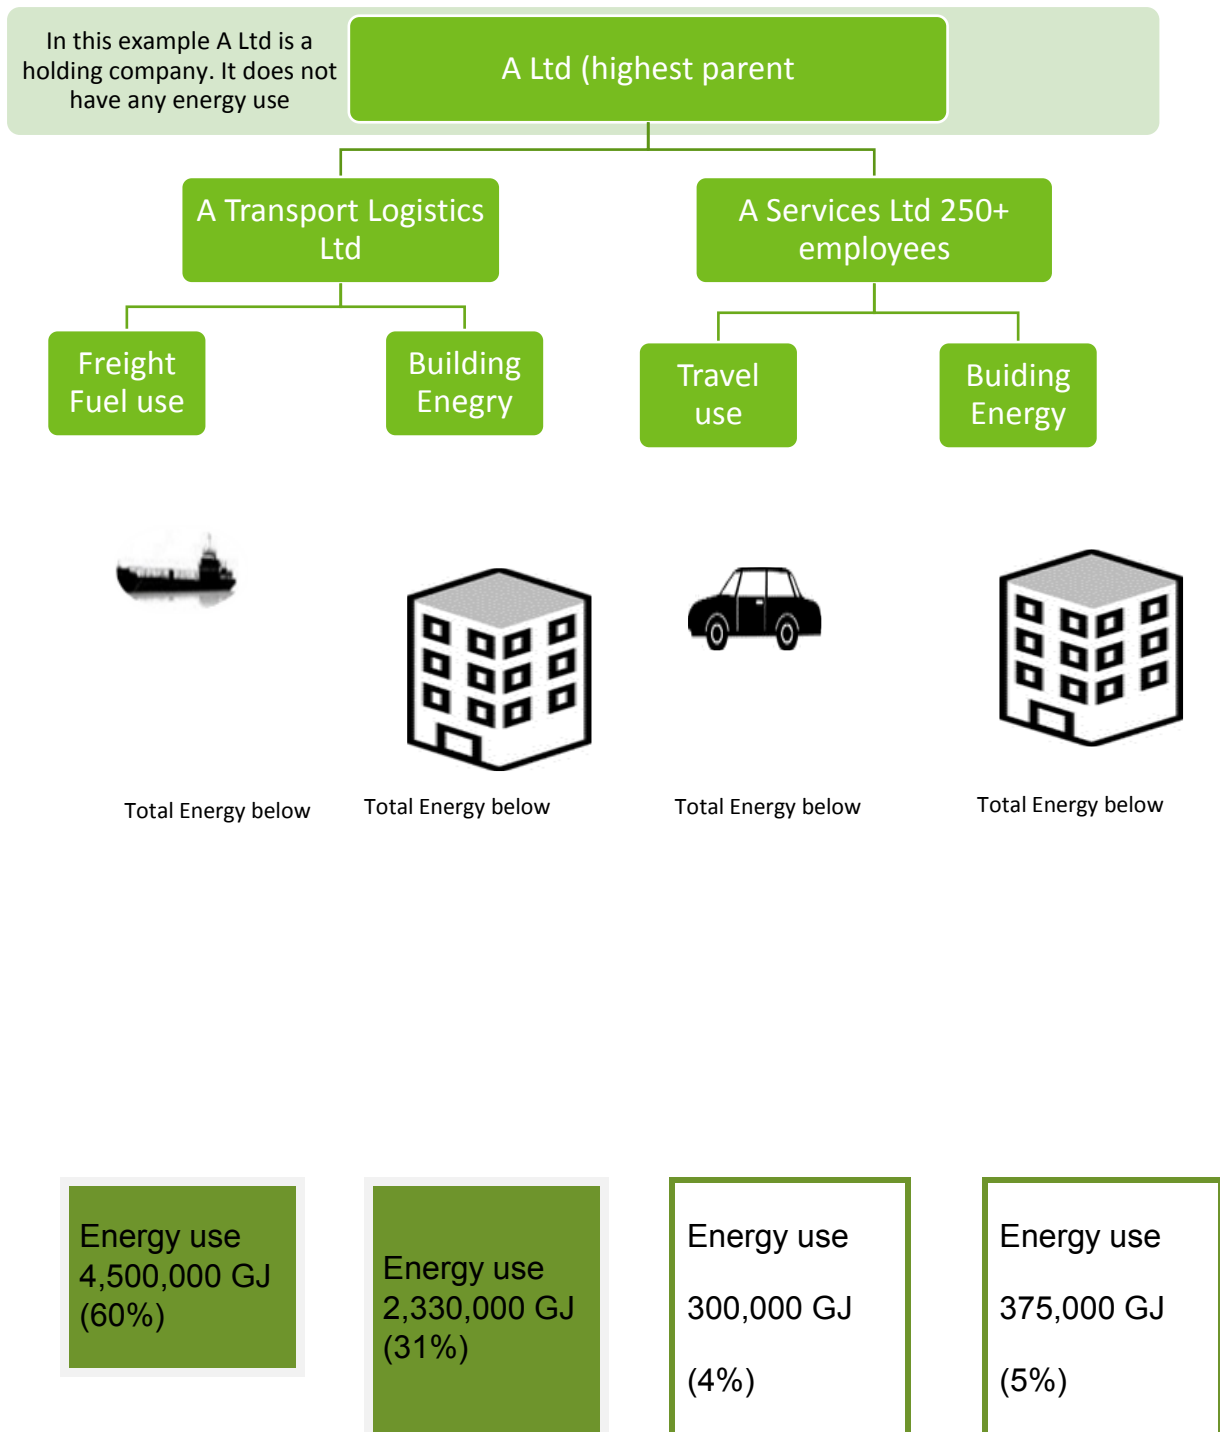 In this example A Ltd is a
holding company. It does not
have any energy use
A Ltd (highest parent
A Transport Logistics
Ltd
A Services Ltd 250+
employees
Freight
Fuel use
Building
Enegry
Travel
use
Buiding
Energy
Total Energy below
Total Energy below
Total Energy below
Total Energy below
Energy use
4,500,000 GJ
(60%)
Energy use
2,330,000 GJ
(31%)
Energy use
300,000 GJ
(4%)
Energy use
375,000 GJ
(5%)